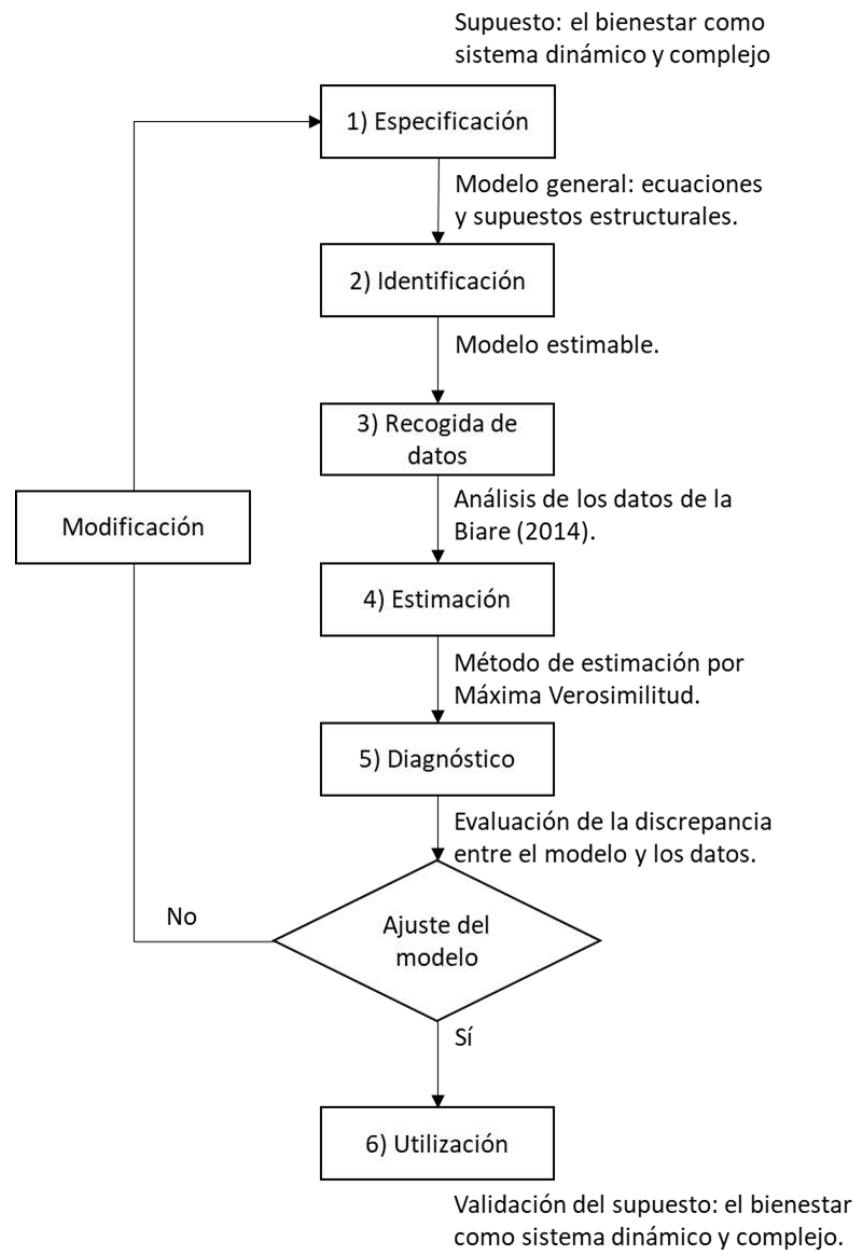 Supuesto: el bienestar como
sistema dinámico y complejo
1) Especificación
Modelo general: ecuaciones
y supuestos estructurales.
2) Identificación
Modelo estimable.
3) Recogida de
datos
Análisis de los datos de la
Biare (2014).
Modificación
4) Estimación
Método de estimación por
Máxima Verosimilitud.
5) Diagnóstico
Evaluación de la discrepancia
entre el modelo y los datos.
No
Ajuste del
modelo
Sí
6) Utilización
Validación del supuesto: el bienestar
como sistema dinámico y complejo.